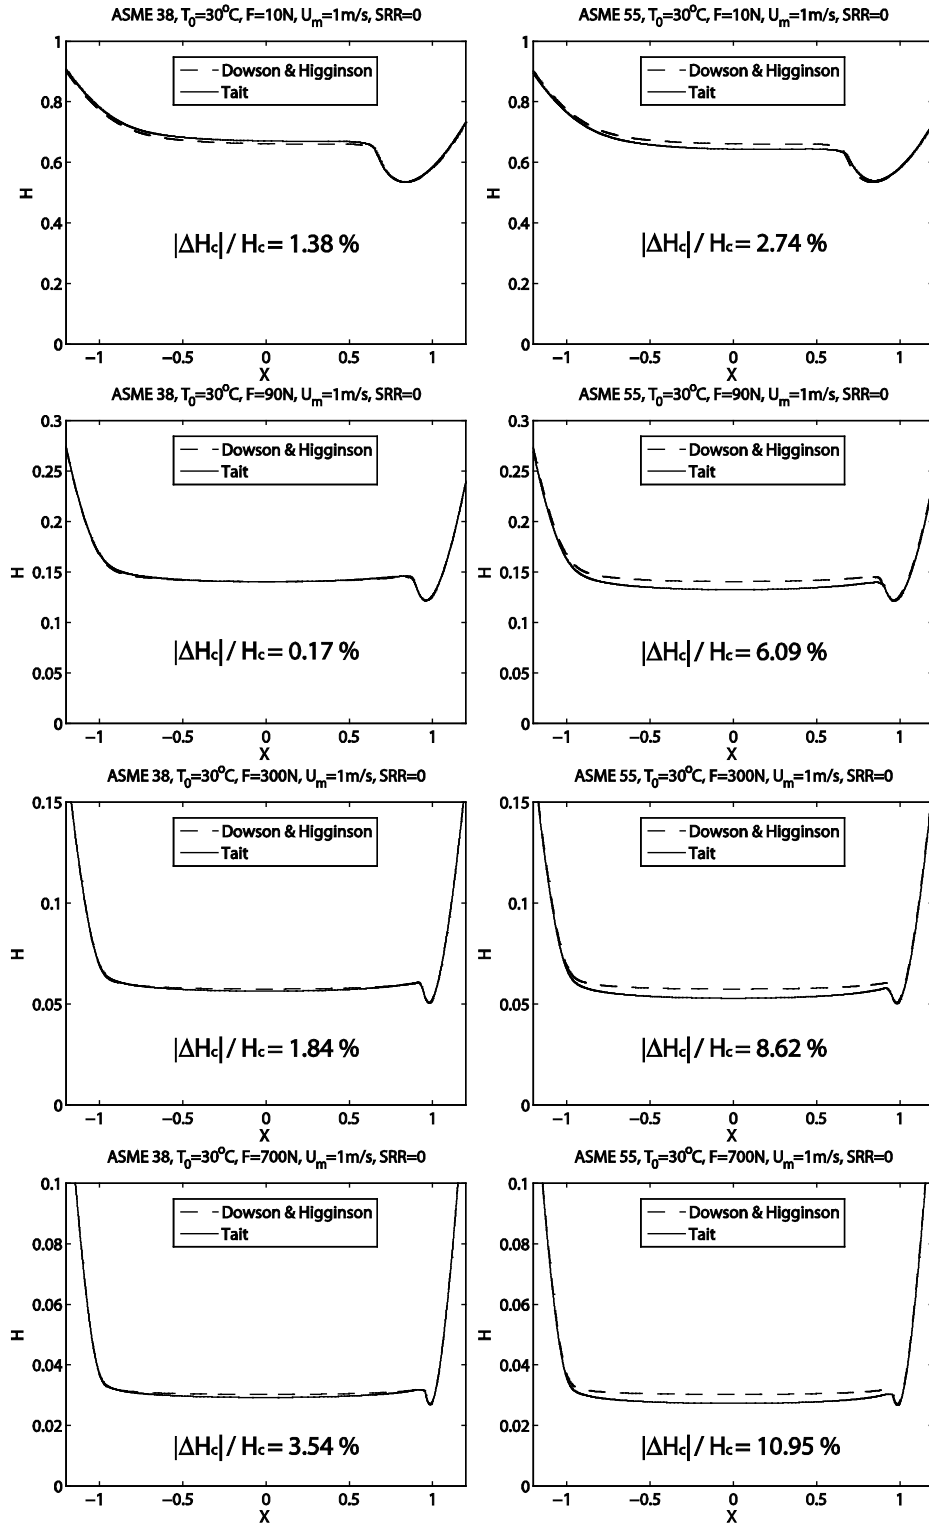 ASME 38, T0=30oC, F=10N, Um=1m/s, SRR=0
1
0.8
0.6
0.4
0.2
0
H
Dowson & Higginson
Tait
|ΔHc| / Hc = 1.38 %
−1
−0.5
0
0.5
1
X
ASME 55, T0=30oC, F=10N, Um=1m/s, SRR=0
1
0.8
0.6
0.4
0.2
0
H
Dowson & Higginson
Tait
|ΔHc| / Hc = 2.74 %
−1
−0.5
0
0.5
1
X
ASME 38, T0=30oC, F=90N, Um=1m/s, SRR=0
0.3
0.25
0.2
0.15
0.1
0.05
0
H
Dowson & Higginson
Tait
|ΔHc| / Hc = 0.17 %
−1
−0.5
0
0.5
1
X
ASME 55, T0=30oC, F=90N, Um=1m/s, SRR=0
0.3
0.25
0.2
0.15
0.1
0.05
0
H
Dowson & Higginson
Tait
|ΔHc| / Hc = 6.09 %
−1
−0.5
0
0.5
1
X
ASME 38, T0=30oC, F=300N, Um=1m/s, SRR=0
0.15
0.1
0.05
0
H
Dowson & Higginson
Tait
|ΔHc| / Hc = 1.84 %
−1
−0.5
0
0.5
1
X
ASME 55, T0=30oC, F=300N, Um=1m/s, SRR=0
0.15
0.1
0.05
0
H
Dowson & Higginson
Tait
|ΔHc| / Hc = 8.62 %
−1
−0.5
0
0.5
1
X
ASME 38, T0=30oC, F=700N, Um=1m/s, SRR=0
0.1
0.08
0.06
0.04
0.02
0
H
Dowson & Higginson
Tait
|ΔHc| / Hc = 3.54 %
−1
−0.5
0
0.5
1
X
ASME 55, T0=30oC, F=700N, Um=1m/s, SRR=0
0.1
0.08
0.06
0.04
0.02
0
H
Dowson & Higginson
Tait
|ΔHc| / Hc = 10.95 %
−1
−0.5
0
0.5
1
X